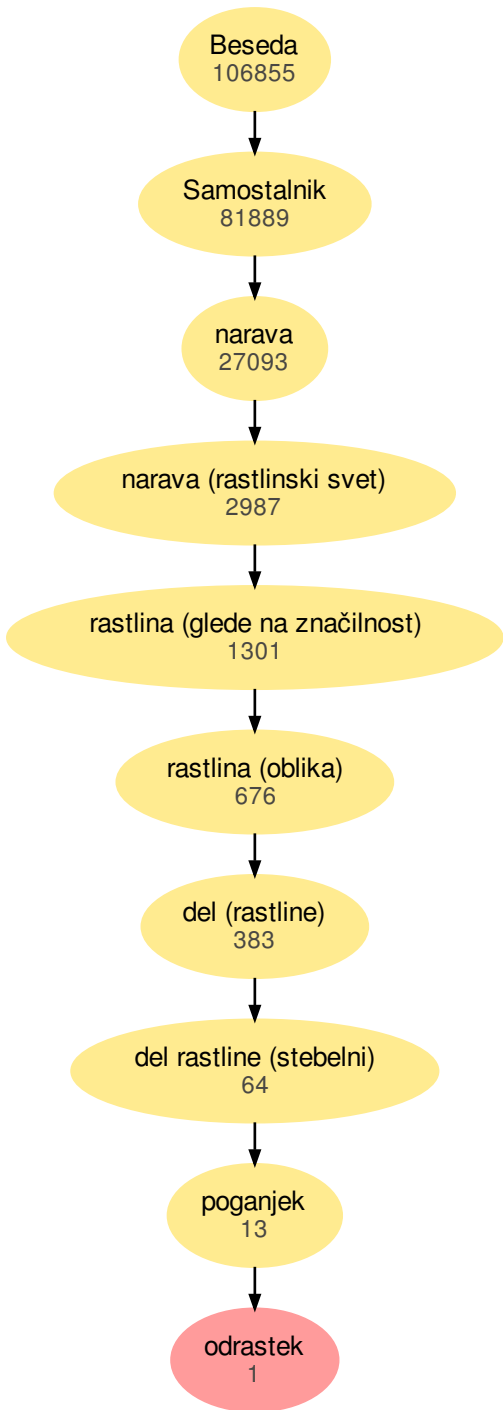 Beseda
106855
Samostalnik
81889
narava
27093
narava (rastlinski svet)
2987
rastlina (glede na značilnost)
1301
rastlina (oblika)
676
del (rastline)
383
del rastline (stebelni)
64
poganjek
13
odrastek
1